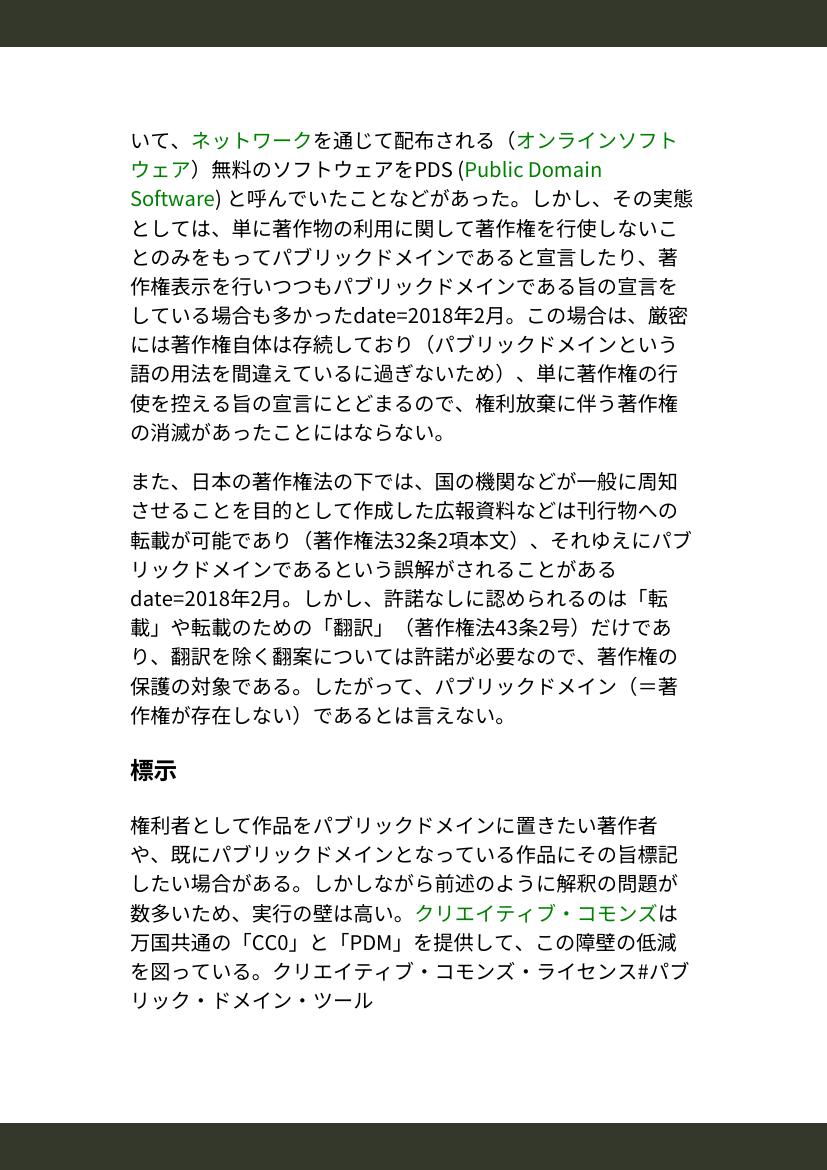 いて、ネットワークを通じて配布される（オンラインソフト
ウェア）無料のソフトウェアをPDS (Public Domain
Software) と呼んでいたことなどがあった。しかし、その実態
としては、単に著作物の利用に関して著作権を行使しないこ
とのみをもってパブリックドメインであると宣言したり、著
作権表示を行いつつもパブリックドメインである旨の宣言を
している場合も多かったdate=2018年2月。この場合は、厳密
には著作権自体は存続しており（パブリックドメインという
語の用法を間違えているに過ぎないため）、単に著作権の行
使を控える旨の宣言にとどまるので、権利放棄に伴う著作権
の消滅があったことにはならない。
また、日本の著作権法の下では、国の機関などが一般に周知
させることを目的として作成した広報資料などは刊行物への
転載が可能であり（著作権法32条2項本文）、それゆえにパブ
リックドメインであるという誤解がされることがある
date=2018年2月。しかし、許諾なしに認められるのは「転
載」や転載のための「翻訳」（著作権法43条2号）だけであ
り、翻訳を除く翻案については許諾が必要なので、著作権の
保護の対象である。したがって、パブリックドメイン（＝著
作権が存在しない）であるとは言えない。
標示
権利者として作品をパブリックドメインに置きたい著作者
や、既にパブリックドメインとなっている作品にその旨標記
したい場合がある。しかしながら前述のように解釈の問題が
数多いため、実行の壁は高い。クリエイティブ・コモンズは
万国共通の「CC0」と「PDM」を提供して、この障壁の低減
を図っている。クリエイティブ・コモンズ・ライセンス#パブ
リック・ドメイン・ツール